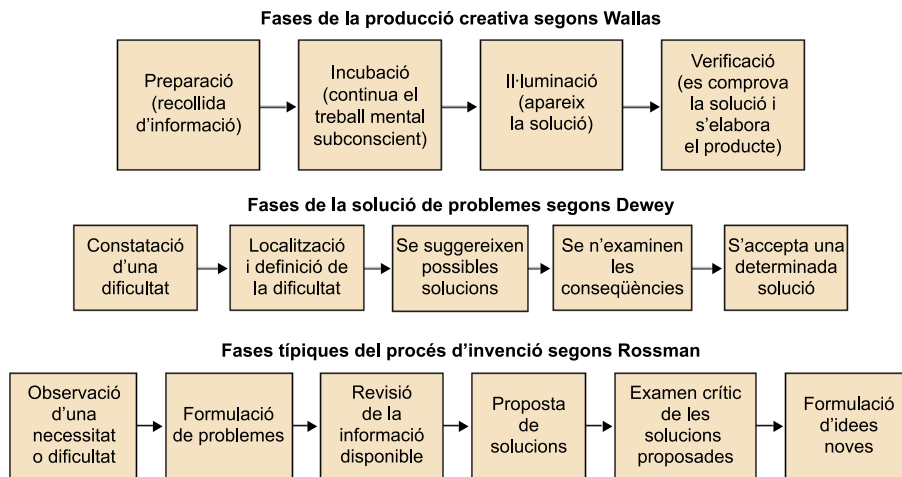 Fases de la producció creativa segons Wallas
Preparació
(recollida
d'informació)
Incubació
(continua el
treball mental
subconscient)
Il·luminació
(apareix
la solució)
Verificació
(es comprova
la solució i
s'elabora
el producte)
Fases de la solució de problemes segons Dewey
Constatació
d'una
dificultat
Localització
i definició de
la dificultat
Se suggereixen
possibles
solucions
Se n'examinen
les
conseqüències
S'accepta una
determinada
solució
Fases típiques del procés d'invenció segons Rossman
Observació
d'una
necessitat
o dificultat
Formulació
de problemes
Revisió
de la
informació
disponible
Proposta
de
solucions
Examen crític
de les
solucions
proposades
Formulació
d'idees
noves